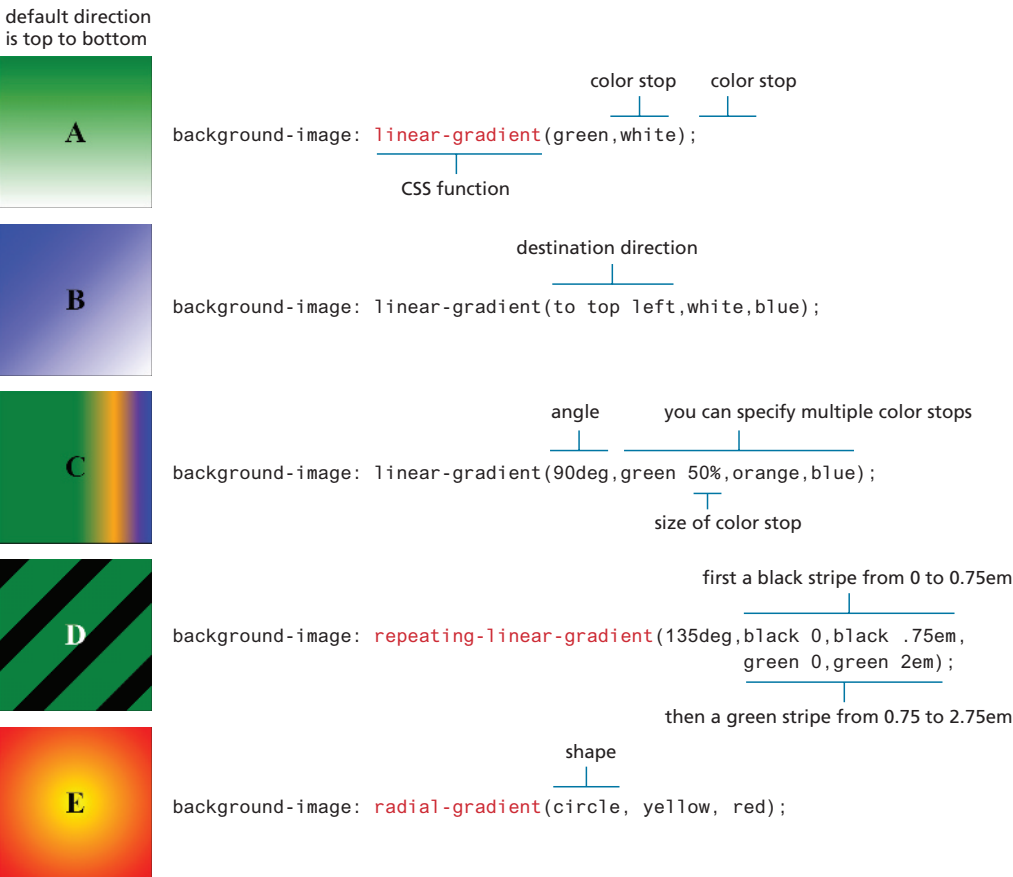 default direction
is top to bottom
A
color stop color stop
background-image: linear-gradient(green,white);
CSS function
B
destination direction
background-image: linear-gradient(to top left,white,blue);
C
angle you can specify multiple color stops
background-image: linear-gradient(90deg,green 50%,orange,blue);
size of color stop
D
first a black stripe from 0 to 0.75em
background-image: repeating-linear-gradient(135deg,black 0,black .75em,
green 0,green 2em);
then a green stripe from 0.75 to 2.75em
E
shape
background-image: radial-gradient(circle, yellow, red);